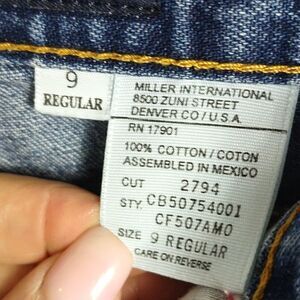 9
REGULAR
MILLER INTERNATIONAL
8500 ZUNI STREET
DENVER CO / U.S.A.
RN 17901
100% COTTON / COTON
ASSEMBLED IN MEXICO
CUT 2794
STY. CB50754001
CF507AMO
SIZE 9 REGULAR
CARE ON REVERSE